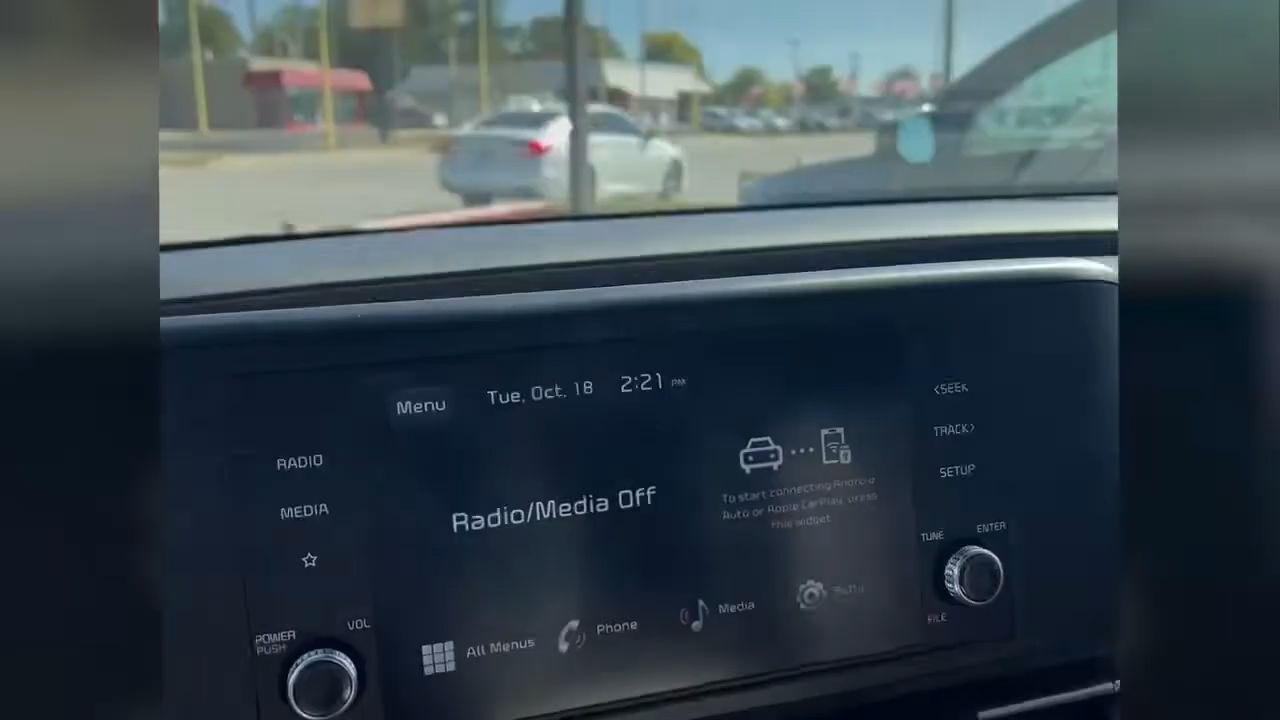 Menu
Tue, Oct. 18
2:21 PM
<SEEK
TRACK>
SETUP
RADIO
MEDIA
Radio/Media Off
To start connecting Android
Auto or Apple CarPlay, press
this widget.
TUNE
ENTER
FILE
POWER
PUSH
VOL
All Menus
Phone
Media